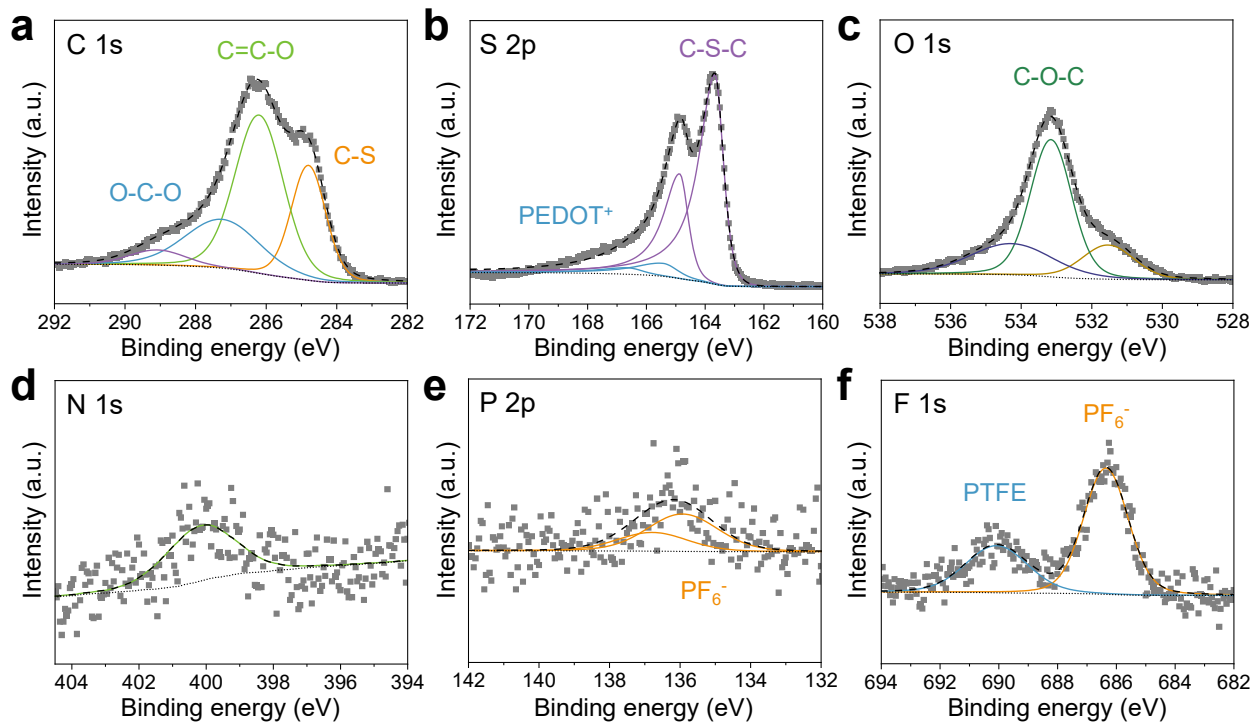 a
C 1s
C=C-O
C-S
O-C-O
Intensity (a.u.)
292 290 288 286 284 282
Binding energy (eV)
b
S 2p
C-S-C
PEDOT⁺
Intensity (a.u.)
172 170 168 166 164 162 160
Binding energy (eV)
c
O 1s
C-O-C
Intensity (a.u.)
538 536 534 532 530 528
Binding energy (eV)
d
N 1s
Intensity (a.u.)
404 402 400 398 396 394
Binding energy (eV)
e
P 2p
PF₆⁻
Intensity (a.u.)
142 140 138 136 134 132
Binding energy (eV)
f
F 1s
PF₆⁻
PTFE
Intensity (a.u.)
694 692 690 688 686 684 682
Binding energy (eV)